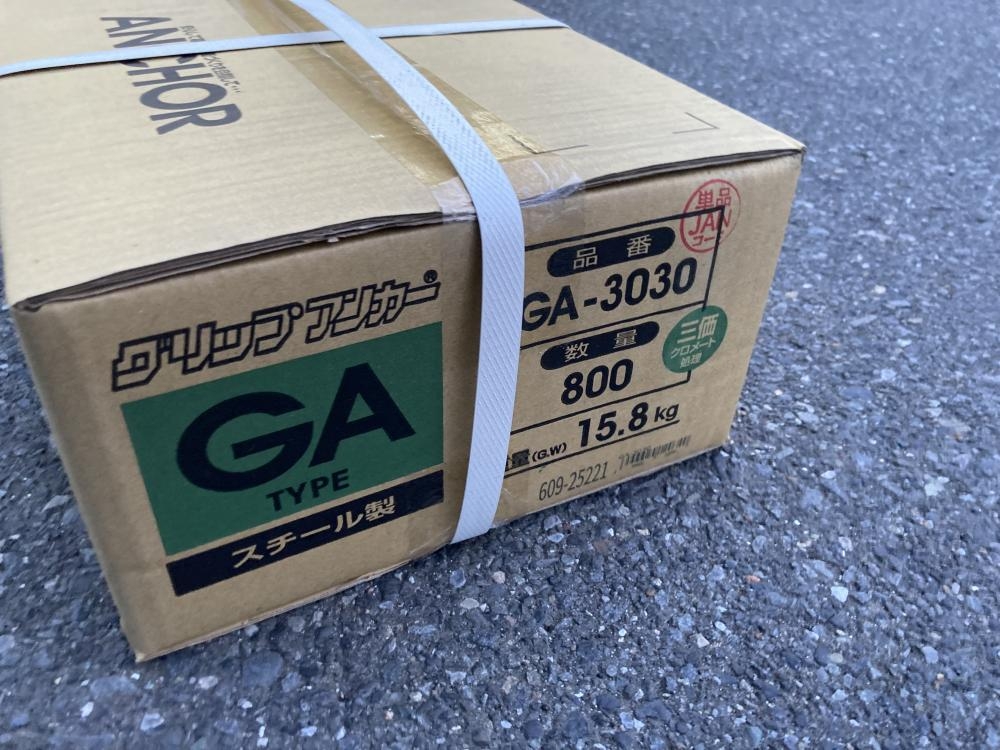 ANCHOR
グリップアンカー®
GA
TYPE
スチール製
品番
GA-3030
数量
800
量(G.W) 15.8kg
609-25221
単品
JAN
コード
三価
クロメート
処理